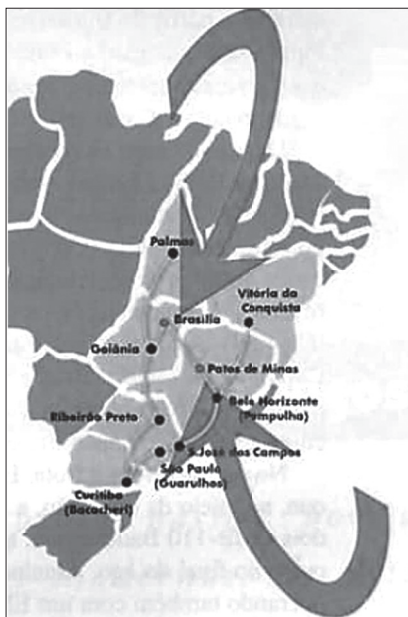 Palmas
Vitória da
Conquista
Brasília
Goiânia
Patos de Minas
Belo Horizonte
(Pampulha)
Ribeirão Preto
S.José dos Campos
São Paulo
(Guarulhos)
Curitiba
(Bacacheri)